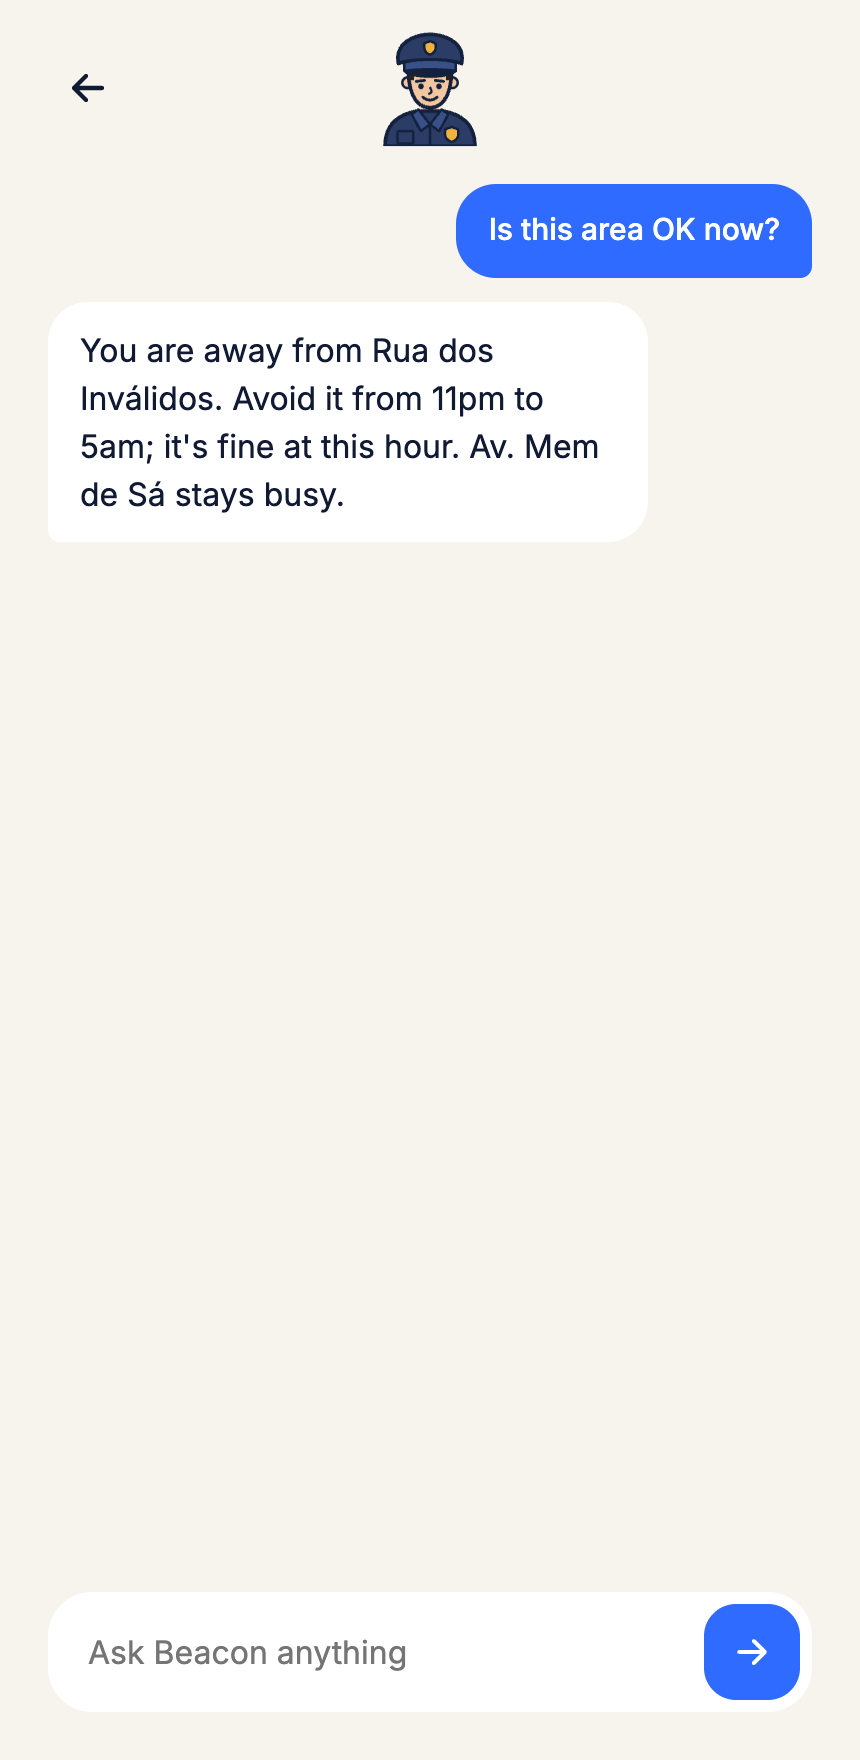 Is this area OK now?
You are away from Rua dos
Inválidos. Avoid it from 11pm to
5am; it's fine at this hour. Av. Mem
de Sá stays busy.
Ask Beacon anything